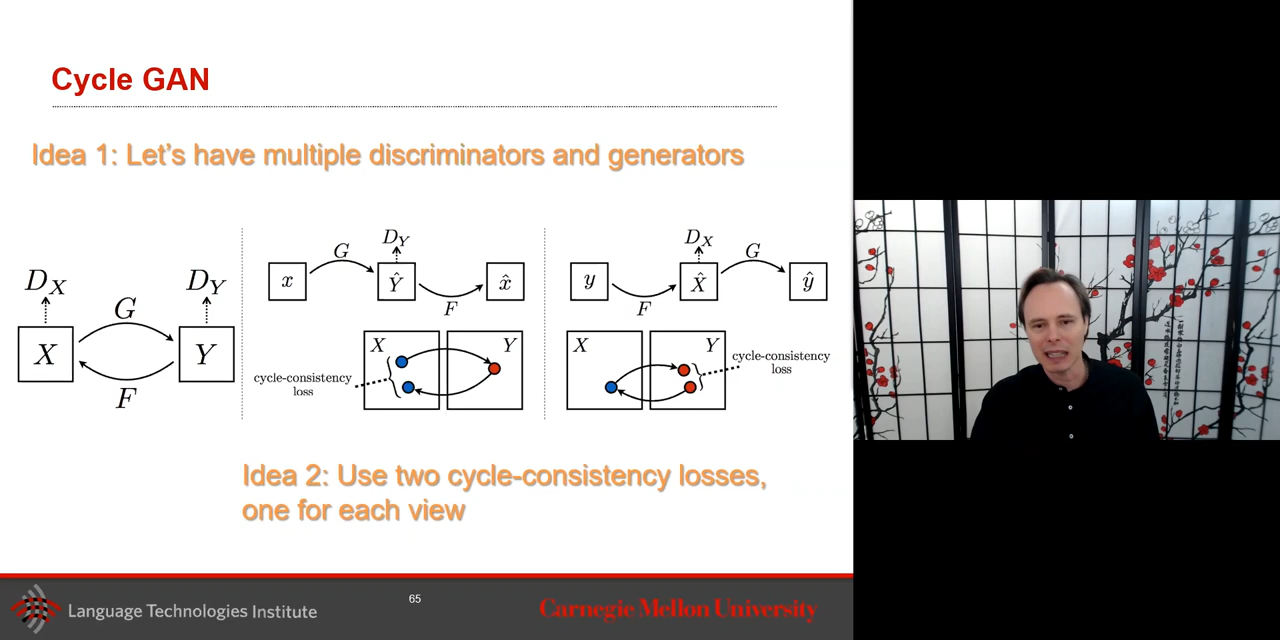 Cycle GAN
Idea 1: Let's have multiple discriminators and generators
D_X
D_Y
G
X
Y
F
D_Y
G
x
Ŷ
x̂
F
X
Y
cycle-consistency
loss
D_X
G
y
X̂
ŷ
F
X
Y
cycle-consistency
loss
Idea 2: Use two cycle-consistency losses,
one for each view
Language Technologies Institute
65
Carnegie Mellon University